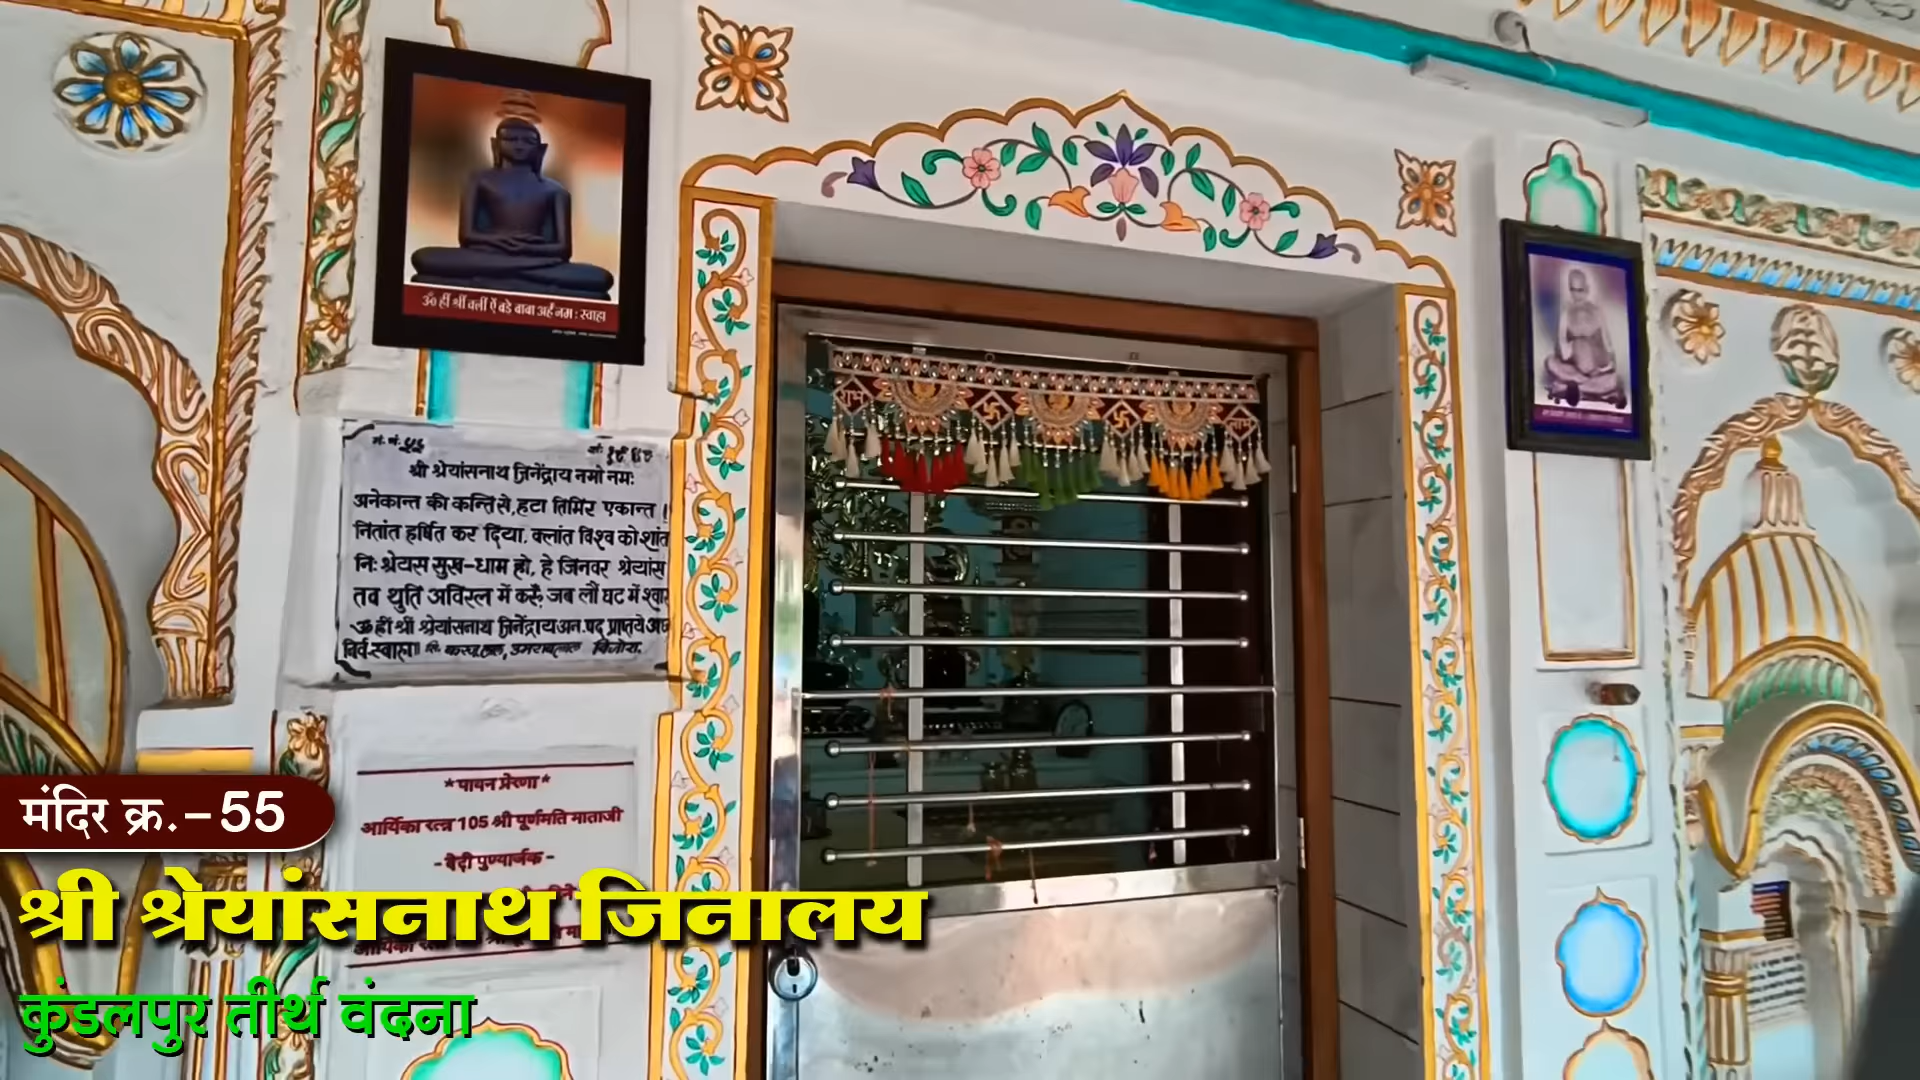 ॐ ह्रीं श्रीं क्लीं ऐं बड़े बाबा अर्हं नमः स्वाहा
शुभ
लाभ
श्री श्रेयांसनाथ जिनेंद्राय नमो नमः
अनेकान्त की कान्ति से, हटा तिमिर एकान्त ।
नितांत हर्षित कर दिया, क्लांत विश्व को शांत
निः श्रेयस सुख-धाम हो, हे जिनवर श्रेयांस
तव थुति अविरल में करूँ, जब लौं घट में श्वास
ॐ ह्रीं श्री श्रेयांसनाथ जिनेंद्राय अन. पद प्राप्तये अर्घ
निर्व. स्वाहा॥
* पावन प्रेरणा *
आर्यिका रत्न 105 श्री पूर्णमति माताजी
- वेदी पुण्यार्जक -
मंदिर क्र.-55
श्री श्रेयांसनाथ जिनालय
कुंडलपुर तीर्थ वंदना